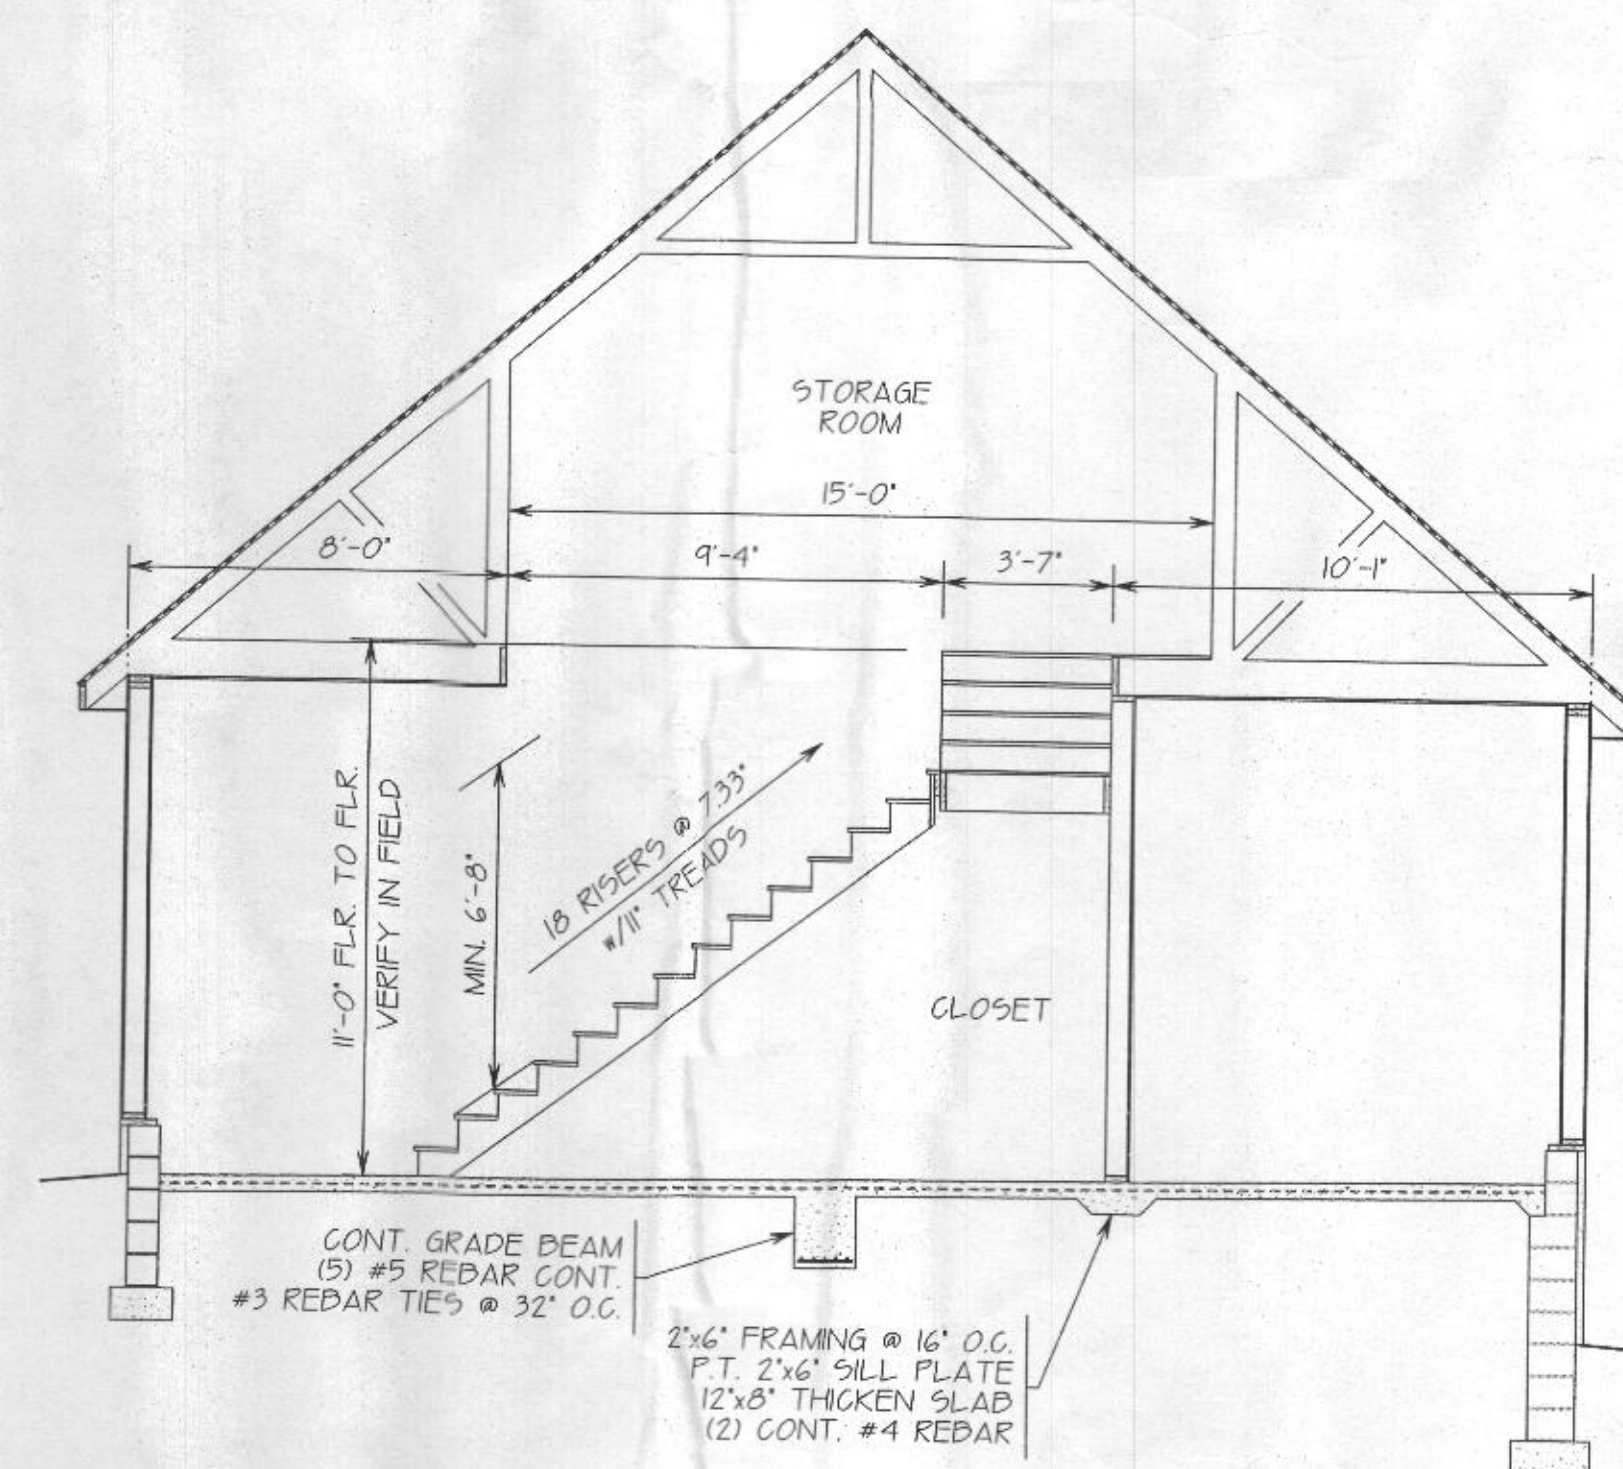 STORAGE
ROOM
15'-0"
8'-0"
9'-4"
3'-7"
10'-1"
11'-0" FLR. TO FLR.
VERIFY IN FIELD
MIN. 6'-8"
18 RISERS @ 7.33"
w/11" TREADS
CLOSET
CONT. GRADE BEAM
(5) #5 REBAR CONT.
#3 REBAR TIES @ 32" O.C.
2"x6" FRAMING @ 16" O.C.
P.T. 2"x6" SILL PLATE
12"x8" THICKEN SLAB
(2) CONT. #4 REBAR